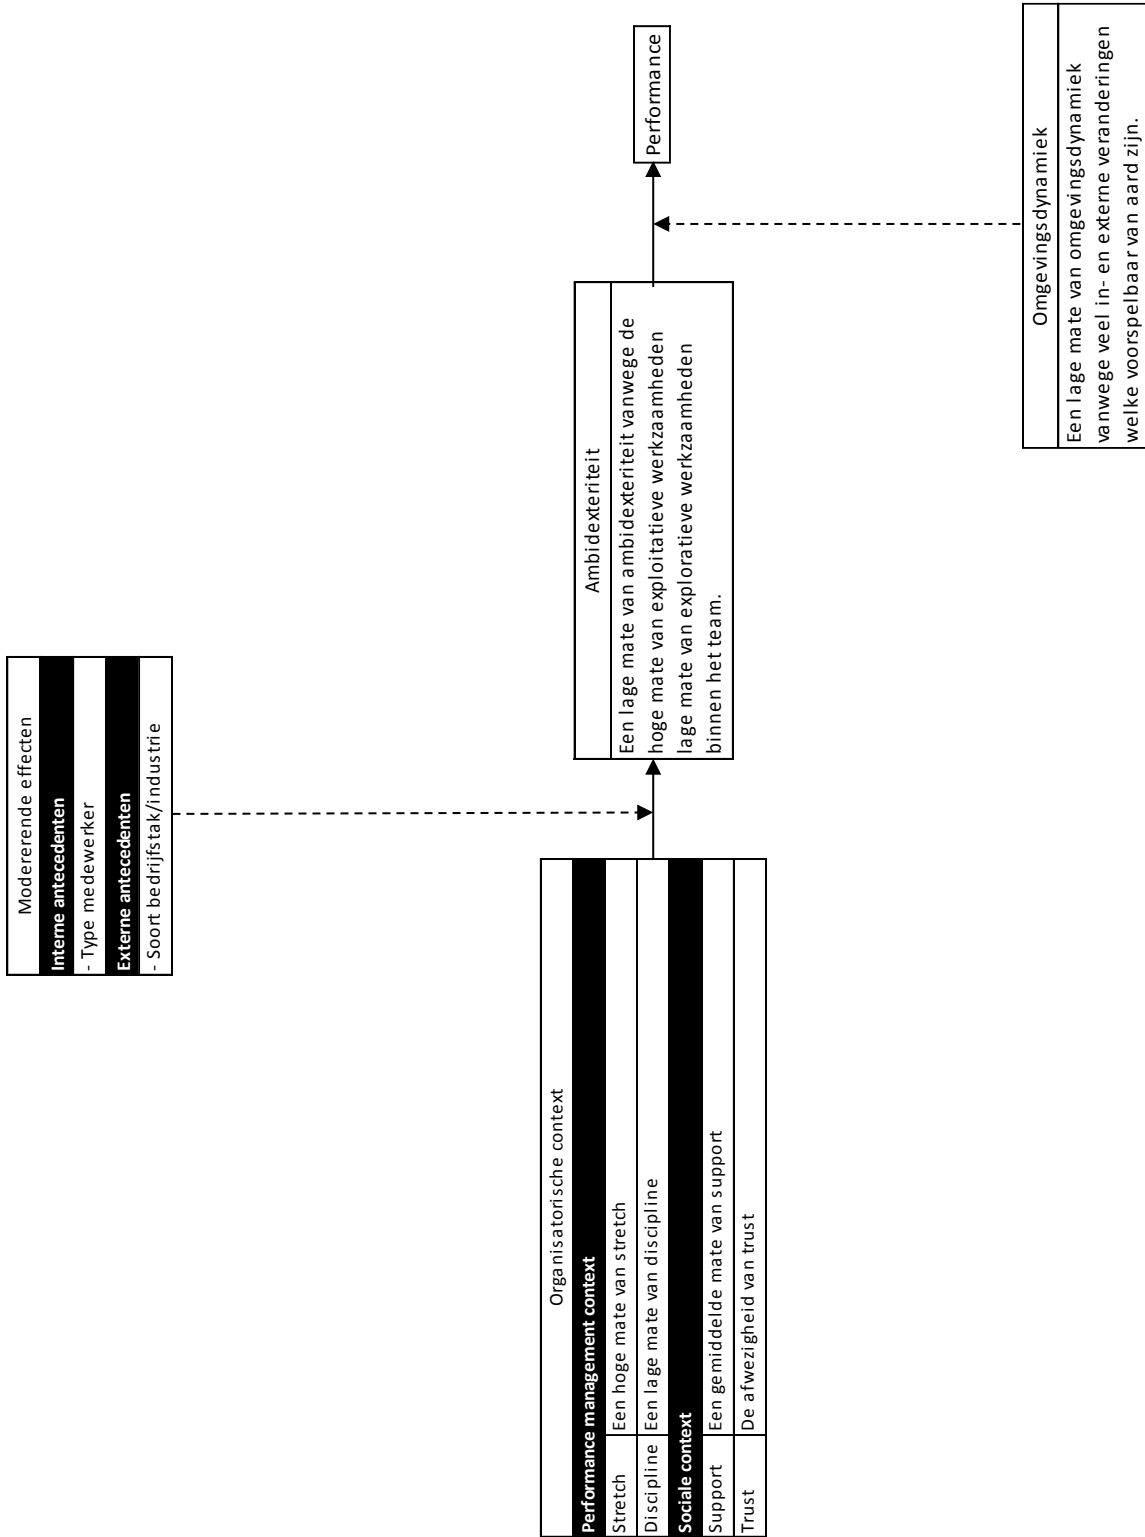 Modererende effecten
Interne antecedenten
- Type medewerker
Externe antecedenten
- Soort bedrijfstak/industrie
Organisatorische context
Performance management context
Stretch Een hoge mate van stretch
Discipline Een lage mate van discipline
Sociale context
Support Een gemiddelde mate van support
Trust De afwezigheid van trust
Ambidexteriteit
Een lage mate van ambidexteriteit vanwege de
hoge mate van exploitatieve werkzaamheden
lage mate van exploratieve werkzaamheden
binnen het team.
Performance
Omgevingsdynamiek
Een lage mate van omgevingsdynamiek
vanwege veel in- en externe veranderingen
welke voorspelbaar van aard zijn.